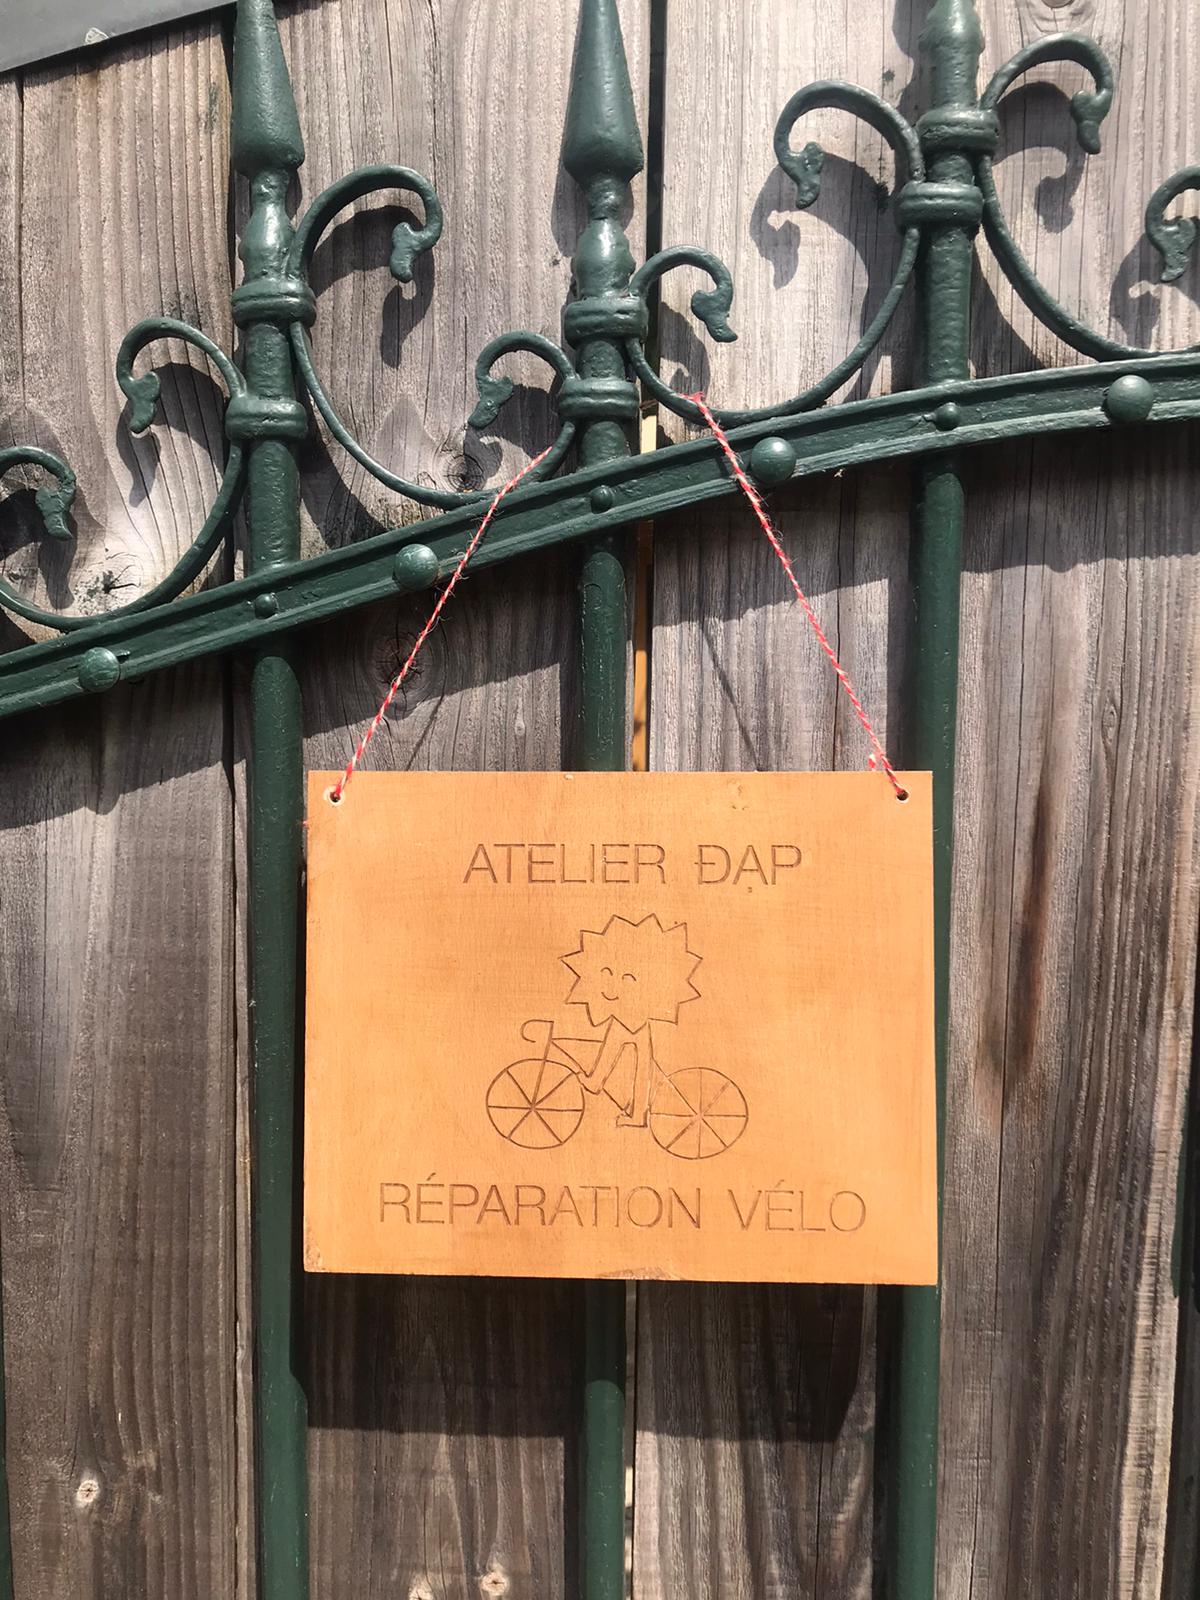 ATELIER ĐẠP
RÉPARATION VÉLO